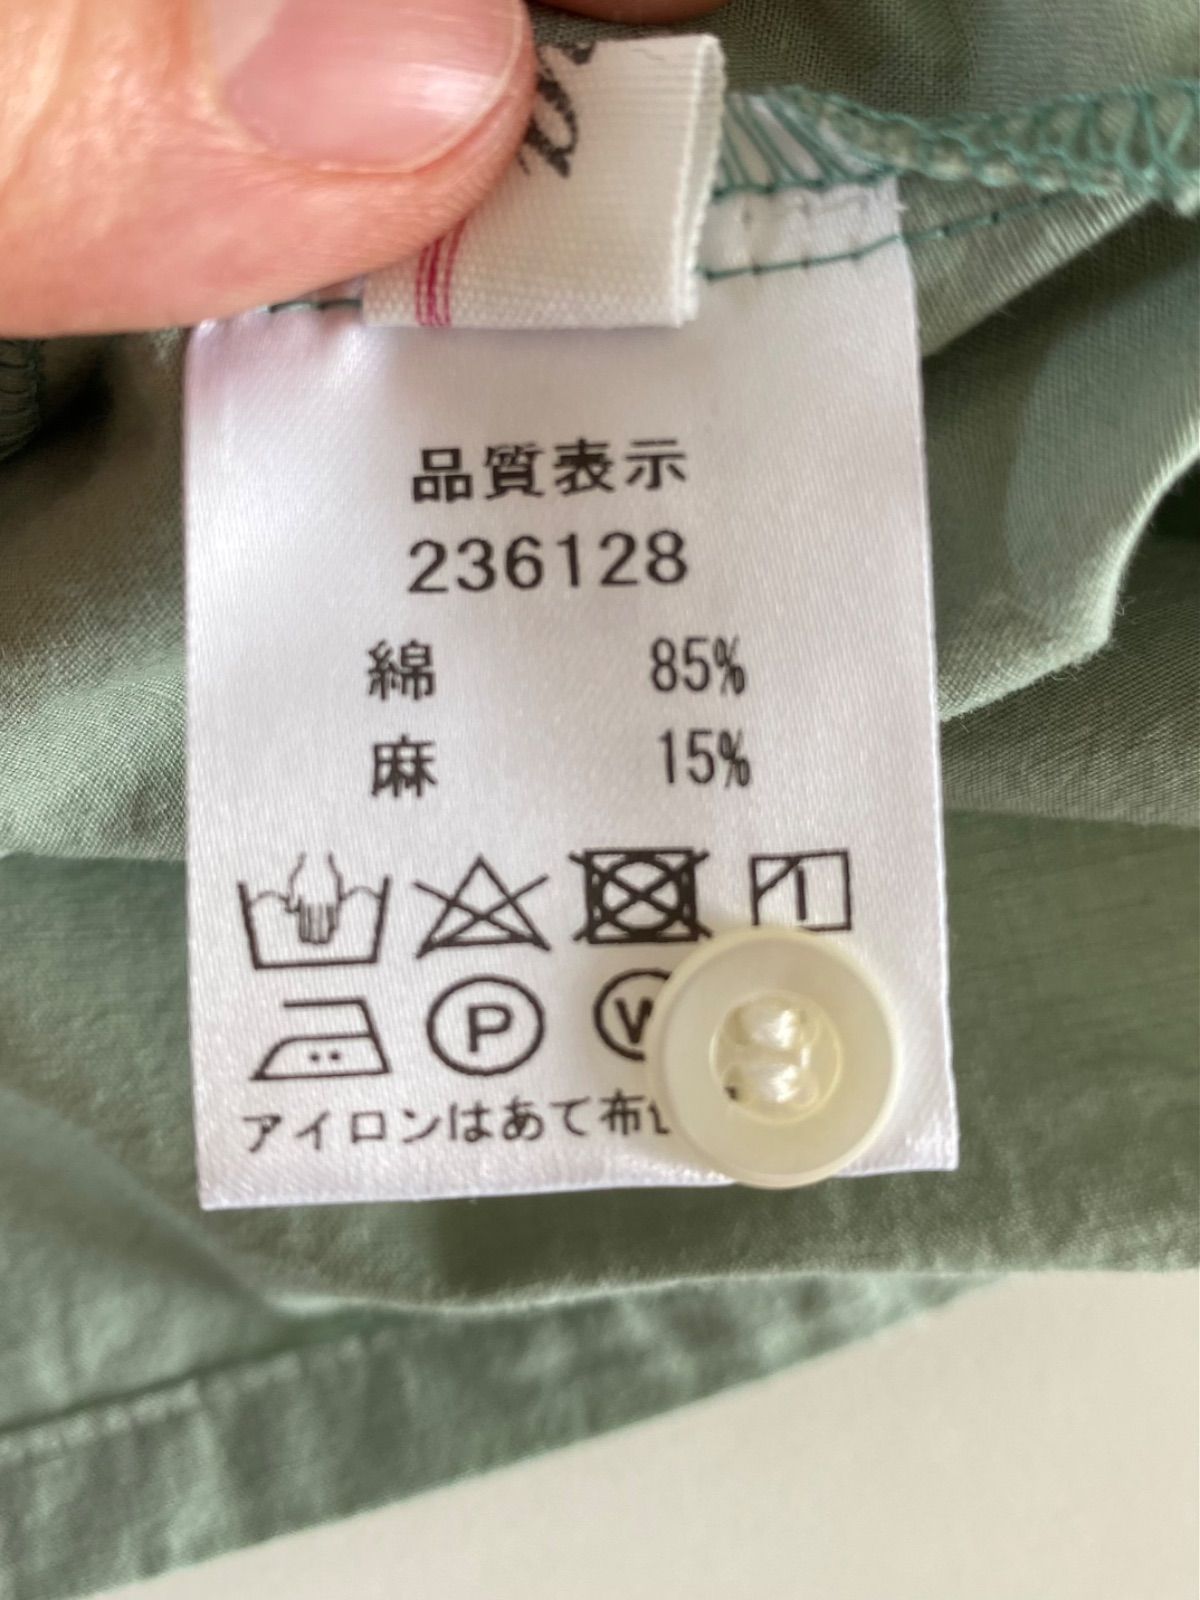 品質表示
236128
綿 85%
麻 15%
P W
アイロンはあて布